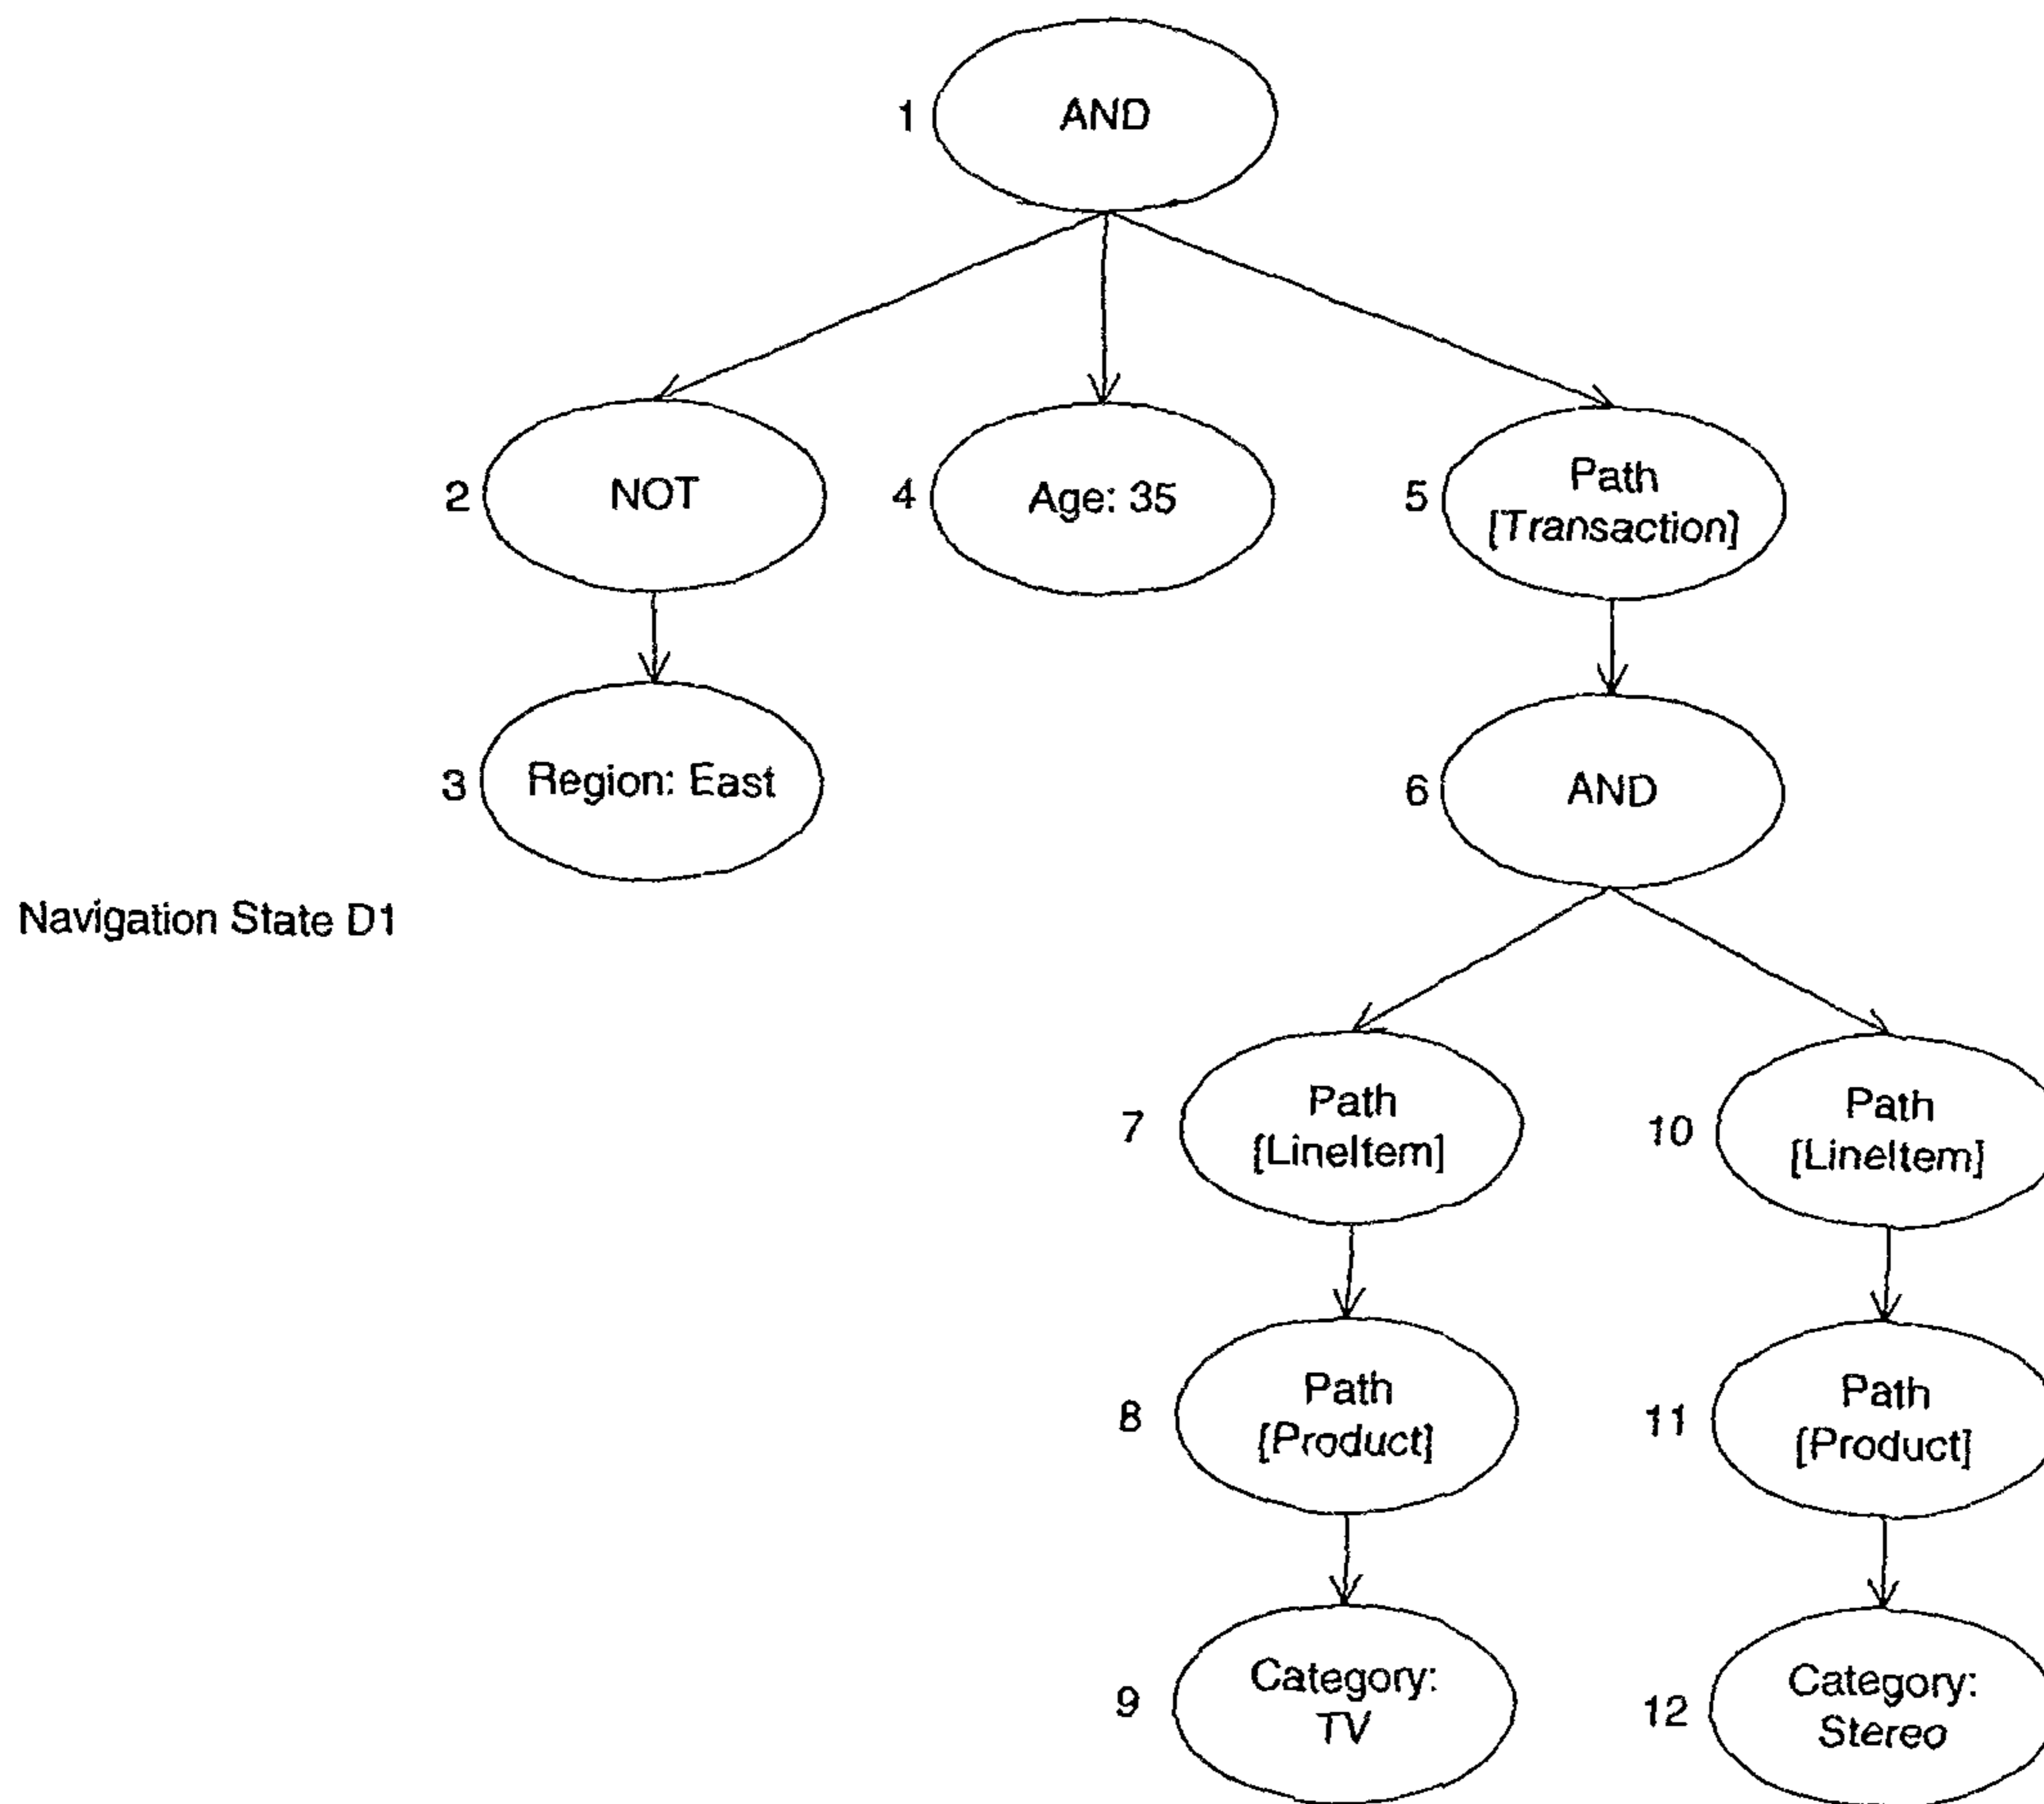 1 AND
2 NOT
4 Age: 35
5 Path
[Transaction]
3 Region: East
6 AND
Navigation State D1
7 Path
[LineItem]
10 Path
[LineItem]
8 Path
[Product]
11 Path
[Product]
9 Category:
TV
12 Category:
Stereo